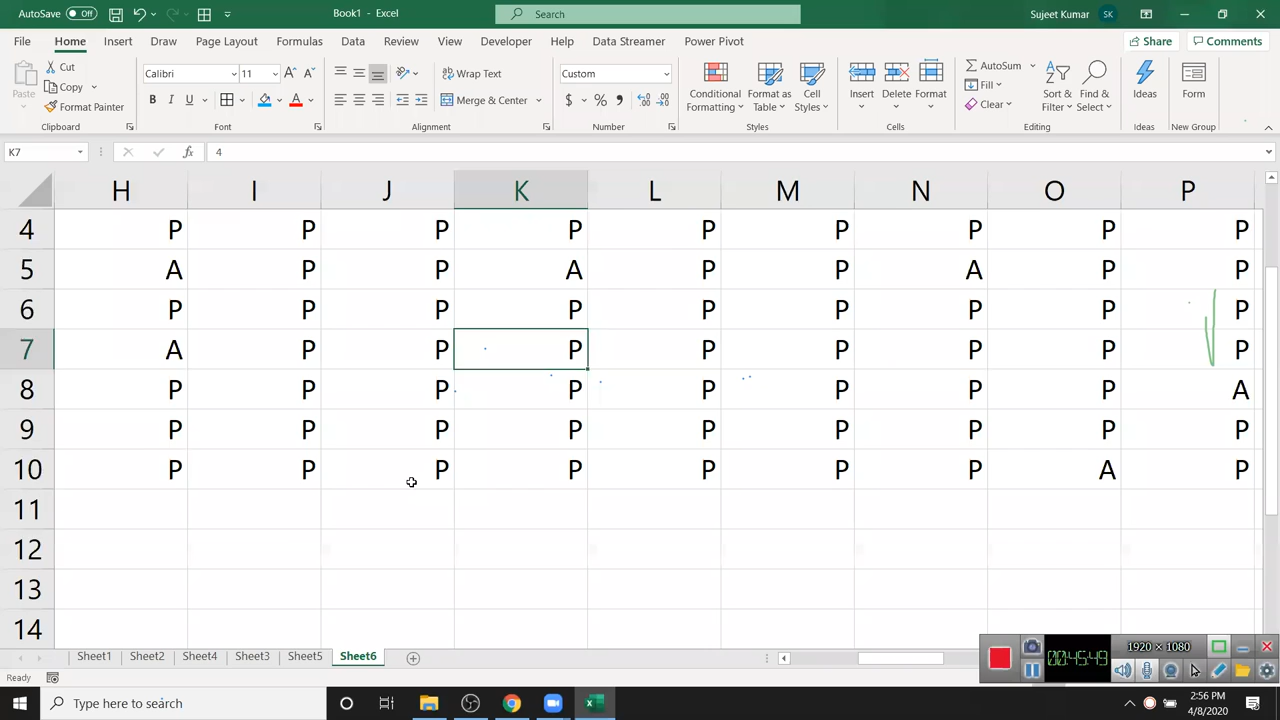 AutoSave Off Book1 - Excel Search Sujeet Kumar SK
File Home Insert Draw Page Layout Formulas Data Review View Developer Help Data Streamer Power Pivot Share Comments
Paste Cut Copy Format Painter Clipboard
Calibri 11 A A B I U A Font
Wrap Text Merge & Center Alignment
Custom $ % , Number
Conditional Formatting Format as Table Cell Styles Styles
Insert Delete Format Cells
AutoSum Fill Clear Sort & Filter Find & Select Editing
Ideas Ideas
Form New Group
K7 fx 4
H I J K L M N O P
4 P P P P P P P P P
5 A P P A P P A P P
6 P P P P P P P P P
7 A P P P P P P P P
8 P P P P P P P P A
9 P P P P P P P P P
10 P P P P P P P A P
11
12
13
14
Sheet1 Sheet2 Sheet4 Sheet3 Sheet5 Sheet6
1920 × 1080
00:45:49
Ready
Type here to search
2:56 PM
4/8/2020